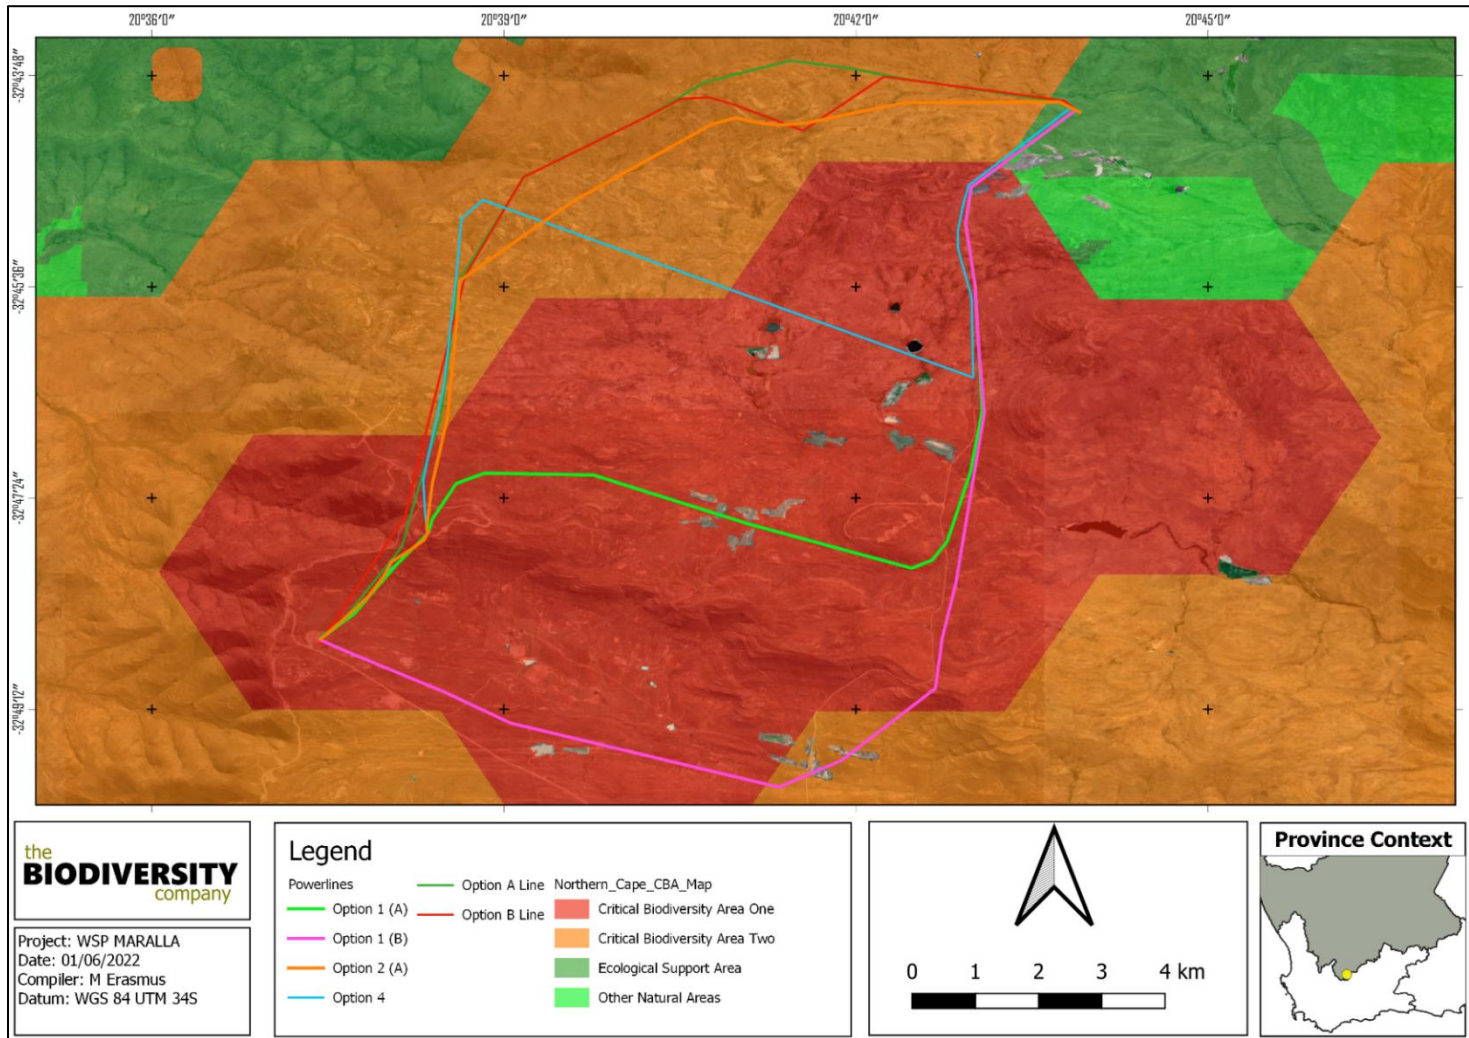 20°36'0" 20°39'0" 20°42'0" 20°45'0"
-32°43'48"
-32°45'36"
-32°47'24"
-32°49'12"
the
BIODIVERSITY
company
Project: WSP MARALLA
Date: 01/06/2022
Compiler: M Erasmus
Datum: WGS 84 UTM 34S
Legend
Powerlines
Option 1 (A)
Option 1 (B)
Option 2 (A)
Option 4
Option A Line
Option B Line
Northern_Cape_CBA_Map
Critical Biodiversity Area One
Critical Biodiversity Area Two
Ecological Support Area
Other Natural Areas
0 1 2 3 4 km
Province Context